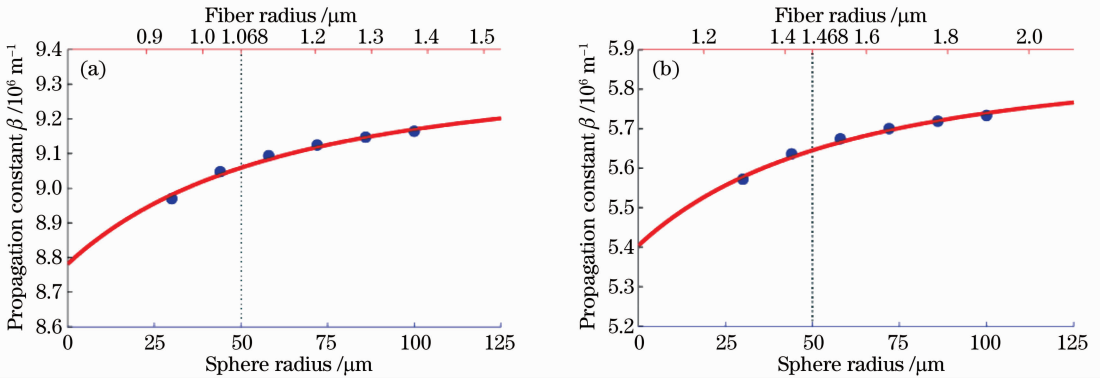 Fiber radius /μm
0.9 1.0 1.068 1.2 1.3 1.4 1.5
(a)
Propagation constant β /10⁶ m⁻¹
9.4
9.3
9.2
9.1
9.0
8.9
8.8
8.7
8.6
0 25 50 75 100 125
Sphere radius /μm
Fiber radius /μm
1.2 1.4 1.468 1.6 1.8 2.0
(b)
Propagation constant β /10⁶ m⁻¹
5.9
5.8
5.7
5.6
5.5
5.4
5.3
5.2
0 25 50 75 100 125
Sphere radius /μm